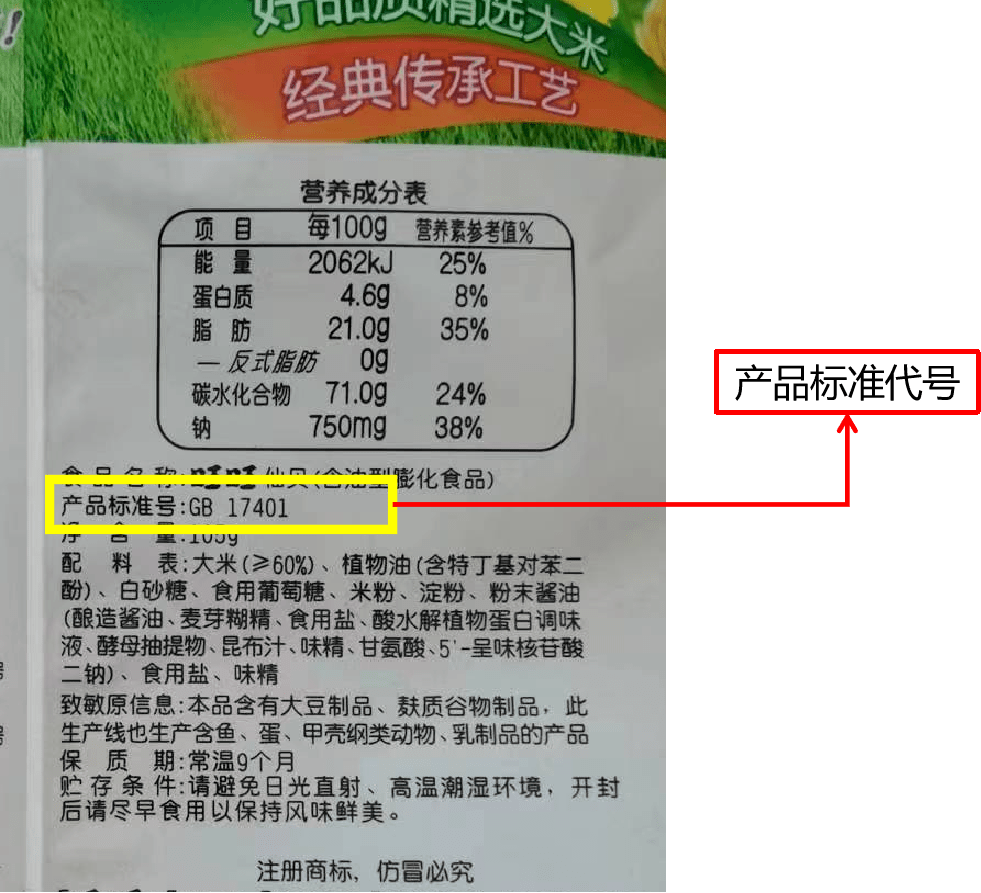 !
好品质精选大米
经典传承工艺
营养成分表
项 目 每100g 营养素参考值%
能 量 2062kJ 25%
蛋白质 4.6g 8%
脂 肪 21.0g 35%
— 反式脂肪 0g
碳水化合物 71.0g 24%
钠 750mg 38%
产品标准代号
食 品 名 称: 仙贝(含油型膨化食品)
产品标准号:GB 17401
净 含 量:105g
配 料 表:大米(≥60%)、植物油(含特丁基对苯二
酚)、白砂糖、食用葡萄糖、米粉、淀粉、粉末酱油
(酿造酱油、麦芽糊精、食用盐、酸水解植物蛋白调味
液、酵母抽提物、昆布汁、味精、甘氨酸、5'-呈味核苷酸
二钠)、食用盐、味精
致敏原信息:本品含有大豆制品、麸质谷物制品，此
生产线也生产含鱼、蛋、甲壳纲类动物、乳制品的产品
保 质 期:常温9个月
贮存条件:请避免日光直射、高温潮湿环境，开封
后请尽早食用以保持风味鲜美。
注册商标、仿冒必究